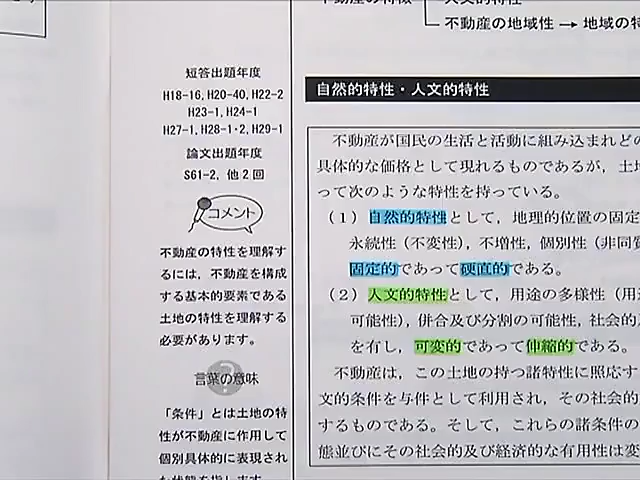 不動産の地域性 → 地域の特
短答出題年度
H18-16, H20-40, H22-2
H23-1, H24-1
H27-1, H28-1・2, H29-1
論文出題年度
S61-2, 他2回
コメント
不動産の特性を理解す
るには，不動産を構成
する基本的要素である
土地の特性を理解する
必要があります。
言葉の意味
「条件」とは土地の特
性が不動産に作用して
個別具体的に表現され
た状態を指します
自然的特性・人文的特性
不動産が国民の生活と活動に組み込まれどの
具体的な価格として現れるものであるが，土地
って次のような特性を持っている。
（1）自然的特性として，地理的位置の固定
永続性（不変性），不増性，個別性（非同質
固定的であって硬直的である。
（2）人文的特性として，用途の多様性（用途
可能性），併合及び分割の可能性，社会的
を有し，可変的であって伸縮的である。
不動産は，この土地の持つ諸特性に照応す
文的条件を与件として利用され，その社会的
するものである。そして，これらの諸条件の
態並びにその社会的及び経済的な有用性は変